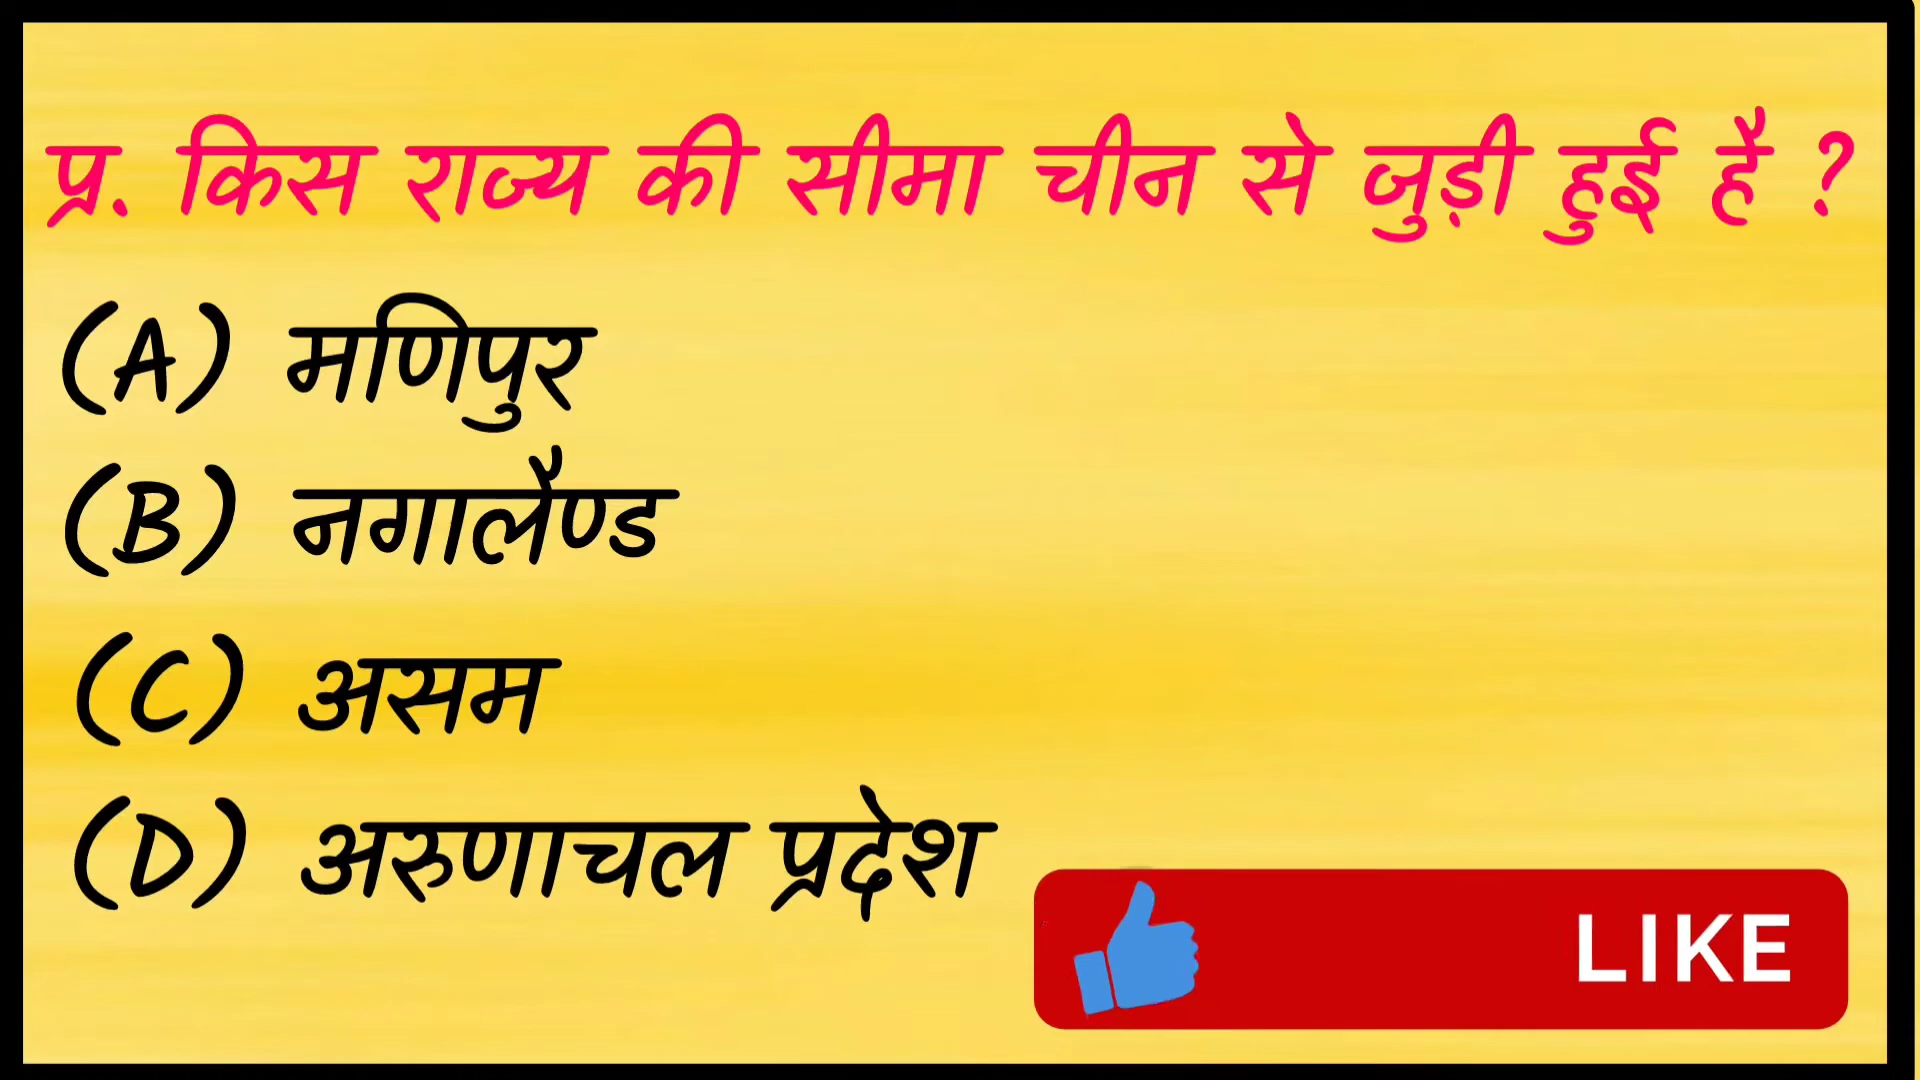 प्र. किस राज्य की सीमा चीन से जुड़ी हुई है ?
(A) मणिपुर
(B) नगालैण्ड
(C) असम
(D) अरुणाचल प्रदेश
LIKE